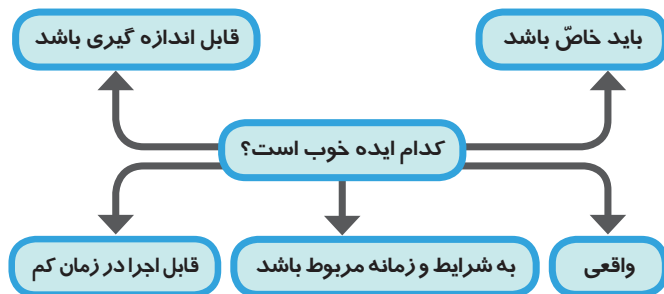 باید خاصّ باشد
قابل اندازه گیری باشد
کدام ایده خوب است؟
واقعی
به شرایط و زمانه مربوط باشد
قابل اجرا در زمان کم